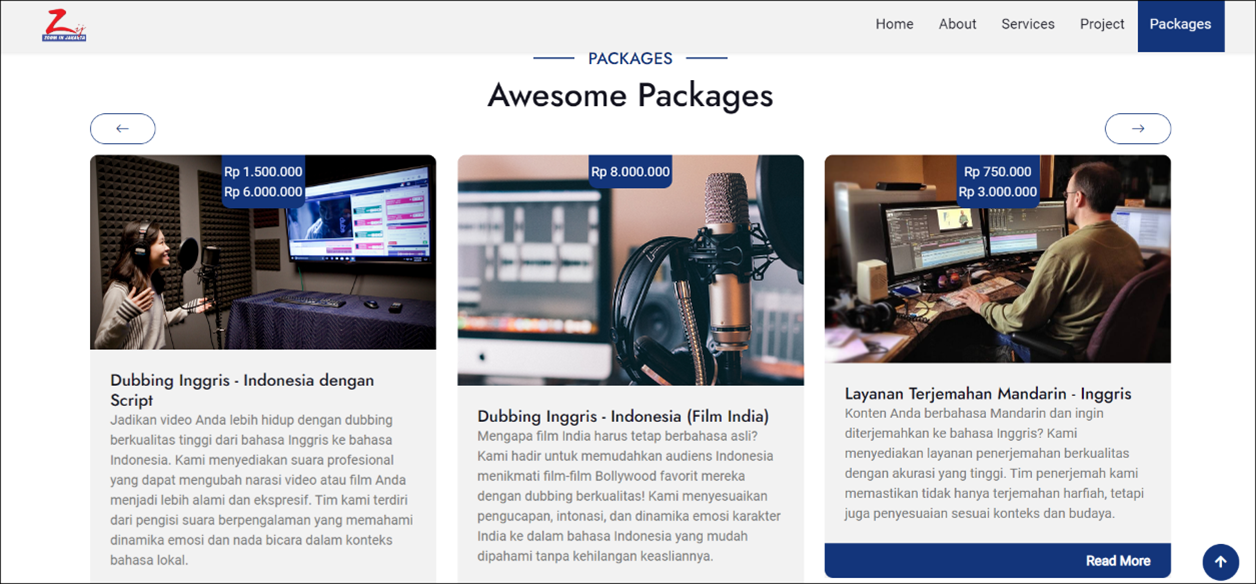 Z ij
ZOOM IN JAKARTA
Home About Services Project Packages
PACKAGES
Awesome Packages
Rp 1.500.000
Rp 6.000.000
Dubbing Inggris - Indonesia dengan
Script
Jadikan video Anda lebih hidup dengan dubbing
berkualitas tinggi dari bahasa Inggris ke bahasa
Indonesia. Kami menyediakan suara profesional
yang dapat mengubah narasi video atau film Anda
menjadi lebih alami dan ekspresif. Tim kami terdiri
dari pengisi suara berpengalaman yang memahami
dinamika emosi dan nada bicara dalam konteks
bahasa lokal.
Rp 8.000.000
Dubbing Inggris - Indonesia (Film India)
Mengapa film India harus tetap berbahasa asli?
Kami hadir untuk memudahkan audiens Indonesia
menikmati film-film Bollywood favorit mereka
dengan dubbing berkualitas! Kami menyesuaikan
pengucapan, intonasi, dan dinamika emosi karakter
India ke dalam bahasa Indonesia yang mudah
dipahami tanpa kehilangan keasliannya.
Rp 750.000
Rp 3.000.000
Layanan Terjemahan Mandarin - Inggris
Konten Anda berbahasa Mandarin dan ingin
diterjemahkan ke bahasa Inggris? Kami
menyediakan layanan penerjemahan berkualitas
dengan akurasi yang tinggi. Tim penerjemah kami
memastikan tidak hanya terjemahan harfiah, tetapi
juga penyesuaian sesuai konteks dan budaya.
Read More